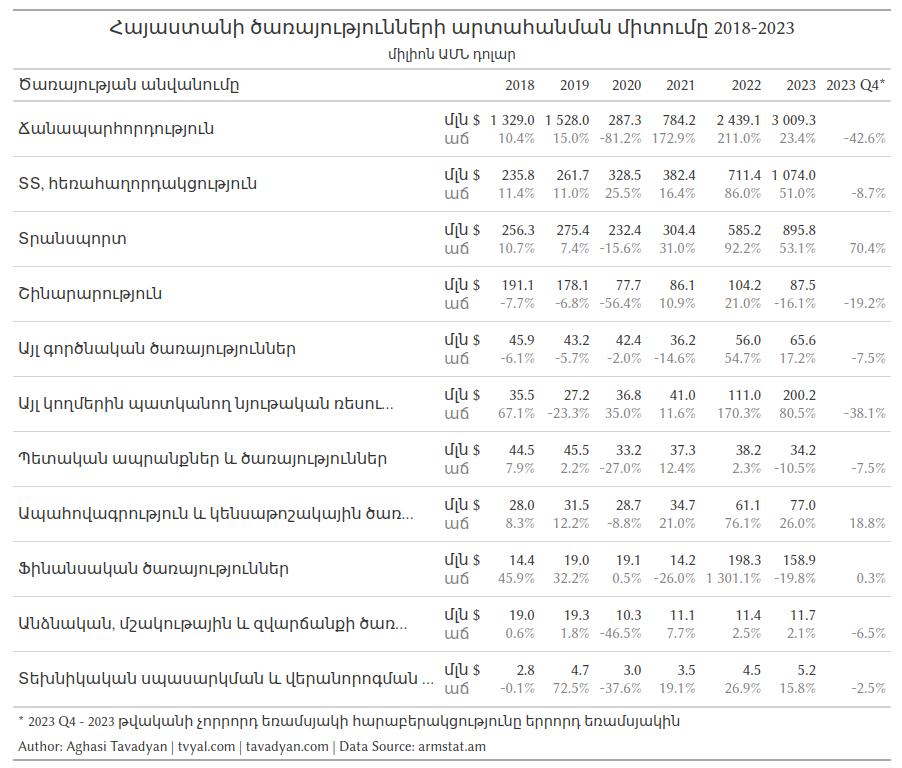 Հայաստանի ծառայությունների արտահանման միտումը 2018-2023
միլիոն ԱՄՆ դոլար
Ծառայության անվանումը 2018 2019 2020 2021 2022 2023 2023 Q4*
մլն $ 1 329.0 1 528.0 287.3 784.2 2 439.1 3 009.3
Ճանապարհորդություն
աճ 10.4% 15.0% -81.2% 172.9% 211.0% 23.4% -42.6%
մլն $ 235.8 261.7 328.5 382.4 711.4 1 074.0
ՏՏ, հեռահաղորդակցություն
աճ 11.4% 11.0% 25.5% 16.4% 86.0% 51.0% -8.7%
մլն $ 256.3 275.4 232.4 304.4 585.2 895.8
Տրանսպորտ
աճ 10.7% 7.4% -15.6% 31.0% 92.2% 53.1% 70.4%
մլն $ 191.1 178.1 77.7 86.1 104.2 87.5
Շինարարություն
աճ -7.7% -6.8% -56.4% 10.9% 21.0% -16.1% -19.2%
մլն $ 45.9 43.2 42.4 36.2 56.0 65.6
Այլ գործնական ծառայություններ
աճ -6.1% -5.7% -2.0% -14.6% 54.7% 17.2% -7.5%
մլն $ 35.5 27.2 36.8 41.0 111.0 200.2
Այլ կողմերին պատկանող նյութական ռեսու...
աճ 67.1% -23.3% 35.0% 11.6% 170.3% 80.5% -38.1%
մլն $ 44.5 45.5 33.2 37.3 38.2 34.2
Պետական ապրանքներ և ծառայություններ
աճ 7.9% 2.2% -27.0% 12.4% 2.3% -10.5% -7.5%
մլն $ 28.0 31.5 28.7 34.7 61.1 77.0
Ապահովագրություն և կենսաթոշակային ծառ...
աճ 8.3% 12.2% -8.8% 21.0% 76.1% 26.0% 18.8%
մլն $ 14.4 19.0 19.1 14.2 198.3 158.9
Ֆինանսական ծառայություններ
աճ 45.9% 32.2% 0.5% -26.0% 1 301.1% -19.8% 0.3%
մլն $ 19.0 19.3 10.3 11.1 11.4 11.7
Անձնական, մշակութային և զվարճանքի ծառ...
աճ 0.6% 1.8% -46.5% 7.7% 2.5% 2.1% -6.5%
մլն $ 2.8 4.7 3.0 3.5 4.5 5.2
Տեխնիկական սպասարկման և վերանորոգման ...
աճ -0.1% 72.5% -37.6% 19.1% 26.9% 15.8% -2.5%
* 2023 Q4 - 2023 թվականի չորրորդ եռամսյակի հարաբերակցությունը երրորդ եռամսյակին
Author: Aghasi Tavadyan | tvyal.com | tavadyan.com | Data Source: armstat.am